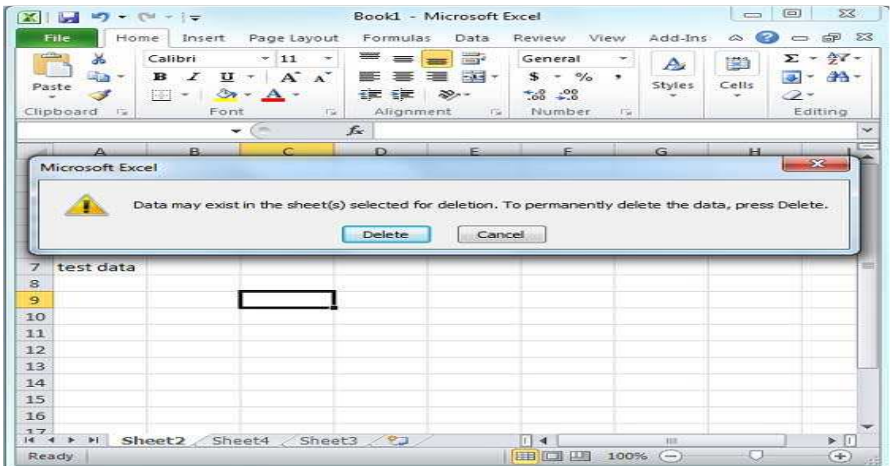 Book1 - Microsoft Excel
File Home Insert Page Layout Formulas Data Review View Add-Ins
Paste
Calibri 11
B I U A A
General
$ % ,
.00 .00
Styles
Cells
Σ
Clipboard Font Alignment Number Editing
fx
A B C D E F G H
Microsoft Excel
Data may exist in the sheet(s) selected for deletion. To permanently delete the data, press Delete.
Delete Cancel
7 test data
8
9
10
11
12
13
14
15
16
17
Sheet2 Sheet4 Sheet3
Ready 100%